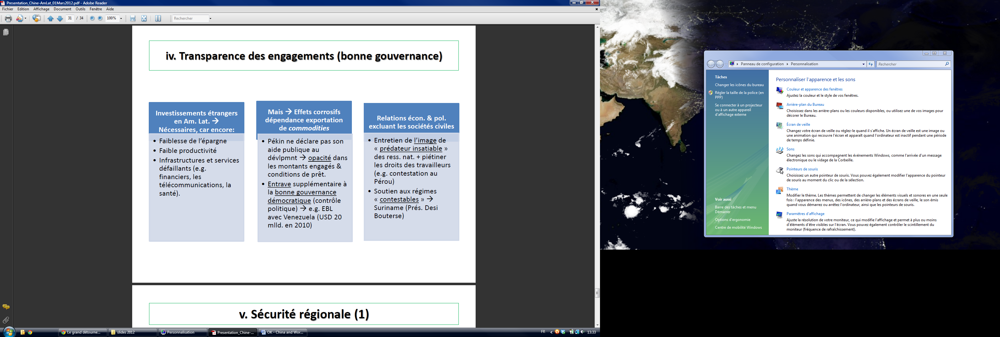 Presentation_Chine-AmLat_01Mars2012.pdf - Adobe Reader
Fichier Edition Affichage Document Outils Fenêtre Aide
31 / 34 100% Rechercher
iv. Transparence des engagements (bonne gouvernance)
Investissements étrangers
en Am. Lat. →
Nécessaires, car encore:
• Faiblesse de l’épargne
• Faible productivité
• Infrastructures et services
défaillants (e.g.
financiers, les
télécommunications, la
santé).
Mais → Effets corrosifs
dépendance exportation
de commodities
• Pékin ne déclare pas son
aide publique au
dévlpmnt → opacité dans
les montants engagés &
conditions de prêt.
• Entrave supplémentaire à
la bonne gouvernance
démocratique (contrôle
politique) → e.g. EBL
avec Venezuela (USD 20
mlld. en 2010)
Relations écon. & pol.
excluant les sociétés civiles
• Entretien de l’image de
« prédateur insatiable »
des ress. nat. + piétiner
les droits des travailleurs
(e.g. contestation au
Pérou)
• Soutien aux régimes
« contestables » →
Suriname (Prés. Desi
Bouterse)
v. Sécurité régionale (1)
Le grand détourne...
slides 2012
Personnalisation
Presentation_Chine-...
OK - China and Wor...
FR
13:33
Panneau de configuration Personnalisation
Rechercher
Tâches
Changer les icônes du bureau
Régler la taille de la police (en
PPP)
Se connecter à un projecteur
ou à un autre appareil
d'affichage externe
Voir aussi
Barre des tâches et menu
Démarrer
Options d'ergonomie
Centre de mobilité Windows
Personnaliser l'apparence et les sons
Couleur et apparence des fenêtres
Ajustez la couleur et le style de vos fenêtres.
Arrière-plan du Bureau
Choisissez dans les arrière-plans ou les couleurs disponibles, ou utilisez une de vos images pour
décorer le Bureau.
Écran de veille
Changez votre écran de veille ou réglez-le quand il s'affiche. Un écran de veille est une image ou
une animation qui recouvre l'écran et apparaît quand l'ordinateur est inactif pendant une période
de temps définie.
Sons
Changez les sons qui accompagnent les événements Windows, comme l'arrivée d'un message
électronique ou le vidage de la Corbeille.
Pointeurs de souris
Choisissez un autre pointeur de souris. Vous pouvez également modifier l'apparence du pointeur
de souris au moment du clic ou de la sélection.
Thème
Modifier le thème. Les thèmes permettent de changer les éléments visuels et sonores en une seule
fois : l'apparence des menus, des icônes, des arrière-plans et des écrans de veille, le son émis
quand vous démarrez ou arrêtez l'ordinateur, ainsi que les pointeurs de souris.
Paramètres d'affichage
Ajuste la résolution de votre moniteur, ce qui modifie l'affichage et permet à plus ou moins
d'éléments d'être visibles sur l'écran. Vous pouvez également contrôler le scintillement du
moniteur (fréquence de rafraîchissement).